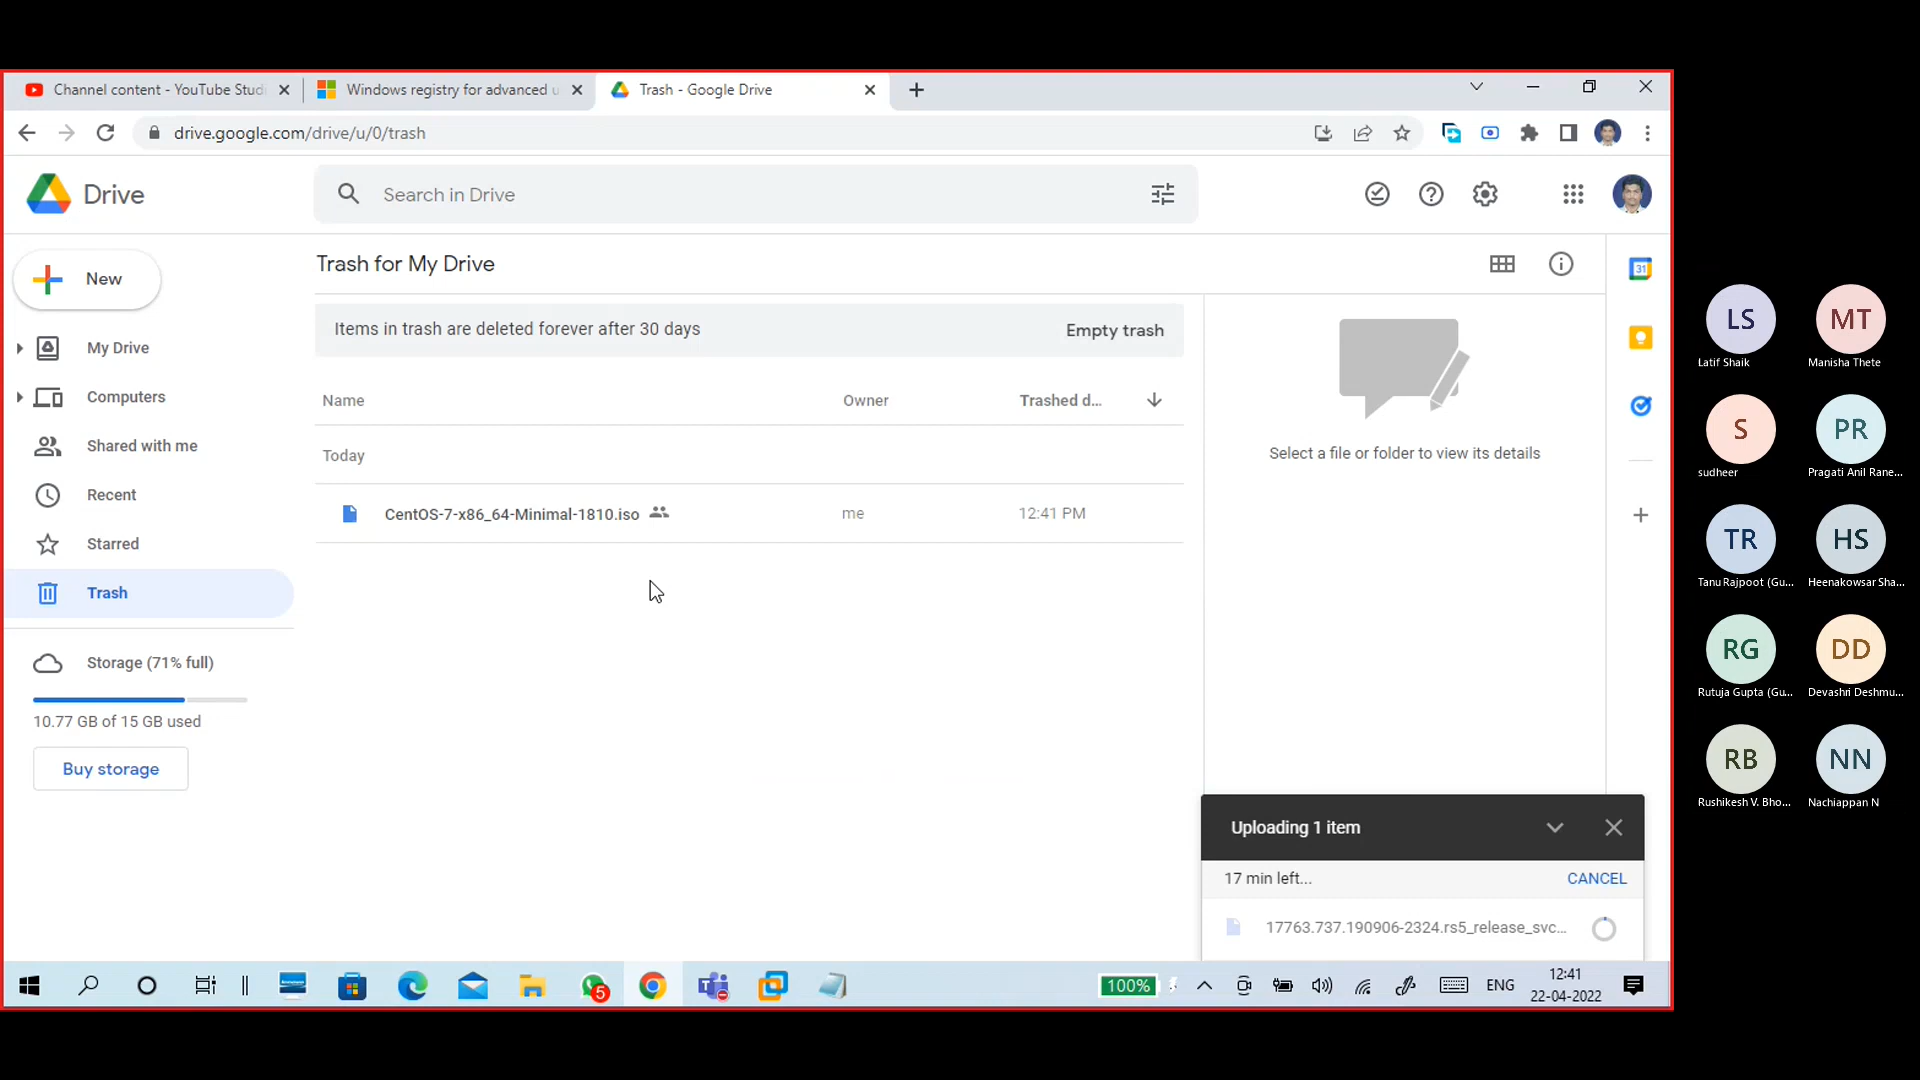 Channel content - YouTube Studi
Windows registry for advanced u
Trash - Google Drive
drive.google.com/drive/u/0/trash
Drive
Search in Drive
New
My Drive
Computers
Shared with me
Recent
Starred
Trash
Storage (71% full)
10.77 GB of 15 GB used
Buy storage
Trash for My Drive
Items in trash are deleted forever after 30 days
Empty trash
Name
Owner
Trashed d...
Today
CentOS-7-x86_64-Minimal-1810.iso
me
12:41 PM
Select a file or folder to view its details
31
Uploading 1 item
17 min left...
CANCEL
17763.737.190906-2324.rs5_release_svc...
5
100%
ENG
12:41
22-04-2022
LS
Latif Shaik
MT
Manisha Thete
S
sudheer
PR
Pragati Anil Rane...
TR
Tanu Rajpoot (Gu...
HS
Heenakowsar Sha...
RG
Rutuja Gupta (Gu...
DD
Devashri Deshmu...
RB
Rushikesh V. Bho...
NN
Nachiappan N